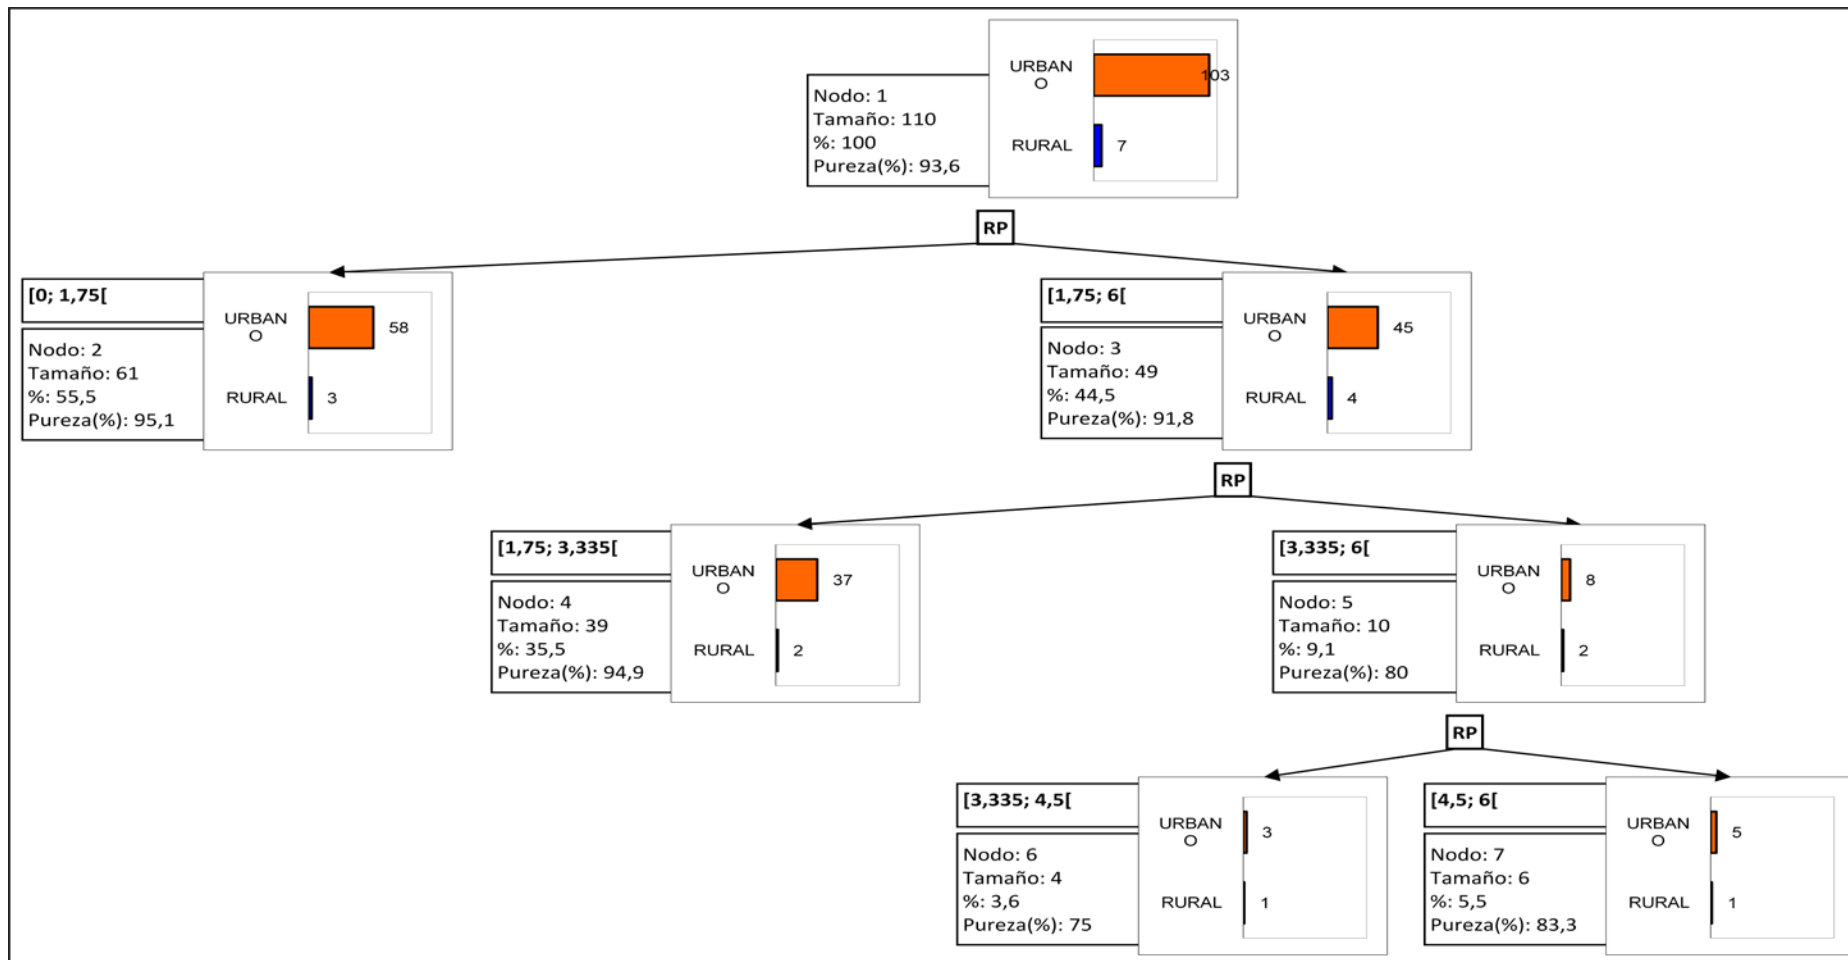 URBAN
O
103
RURAL
7
Nodo: 1
Tamaño: 110
%: 100
Pureza(%): 93,6
RP
[0; 1,75[
Nodo: 2
Tamaño: 61
%: 55,5
Pureza(%): 95,1
URBAN
O
58
RURAL
3
[1,75; 6[
Nodo: 3
Tamaño: 49
%: 44,5
Pureza(%): 91,8
URBAN
O
45
RURAL
4
RP
[1,75; 3,335[
Nodo: 4
Tamaño: 39
%: 35,5
Pureza(%): 94,9
URBAN
O
37
RURAL
2
[3,335; 6[
Nodo: 5
Tamaño: 10
%: 9,1
Pureza(%): 80
URBAN
O
8
RURAL
2
RP
[3,335; 4,5[
Nodo: 6
Tamaño: 4
%: 3,6
Pureza(%): 75
URBAN
O
3
RURAL
1
[4,5; 6[
Nodo: 7
Tamaño: 6
%: 5,5
Pureza(%): 83,3
URBAN
O
5
RURAL
1